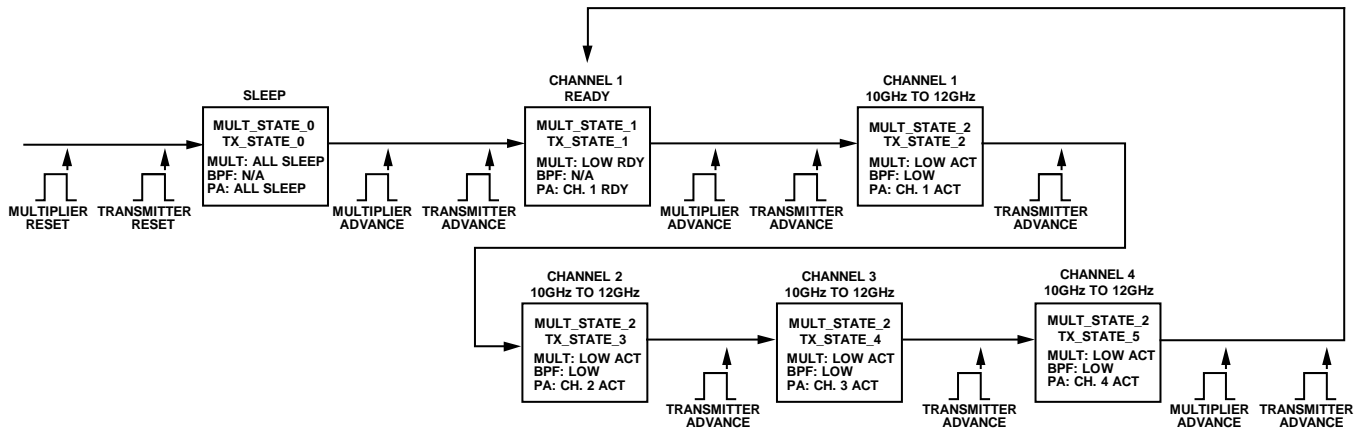 SLEEP
MULT_STATE_0
TX_STATE_0
MULT: ALL SLEEP
BPF: N/A
PA: ALL SLEEP
MULTIPLIER
RESET
TRANSMITTER
RESET
MULTIPLIER
ADVANCE
TRANSMITTER
ADVANCE
CHANNEL 1
READY
MULT_STATE_1
TX_STATE_1
MULT: LOW RDY
BPF: N/A
PA: CH. 1 RDY
MULTIPLIER
ADVANCE
TRANSMITTER
ADVANCE
CHANNEL 1
10GHz TO 12GHz
MULT_STATE_2
TX_STATE_2
MULT: LOW ACT
BPF: LOW
PA: CH. 1 ACT
TRANSMITTER
ADVANCE
CHANNEL 2
10GHz TO 12GHz
MULT_STATE_2
TX_STATE_3
MULT: LOW ACT
BPF: LOW
PA: CH. 2 ACT
TRANSMITTER
ADVANCE
CHANNEL 3
10GHz TO 12GHz
MULT_STATE_2
TX_STATE_4
MULT: LOW ACT
BPF: LOW
PA: CH. 3 ACT
TRANSMITTER
ADVANCE
CHANNEL 4
10GHz TO 12GHz
MULT_STATE_2
TX_STATE_5
MULT: LOW ACT
BPF: LOW
PA: CH. 4 ACT
MULTIPLIER
ADVANCE
TRANSMITTER
ADVANCE